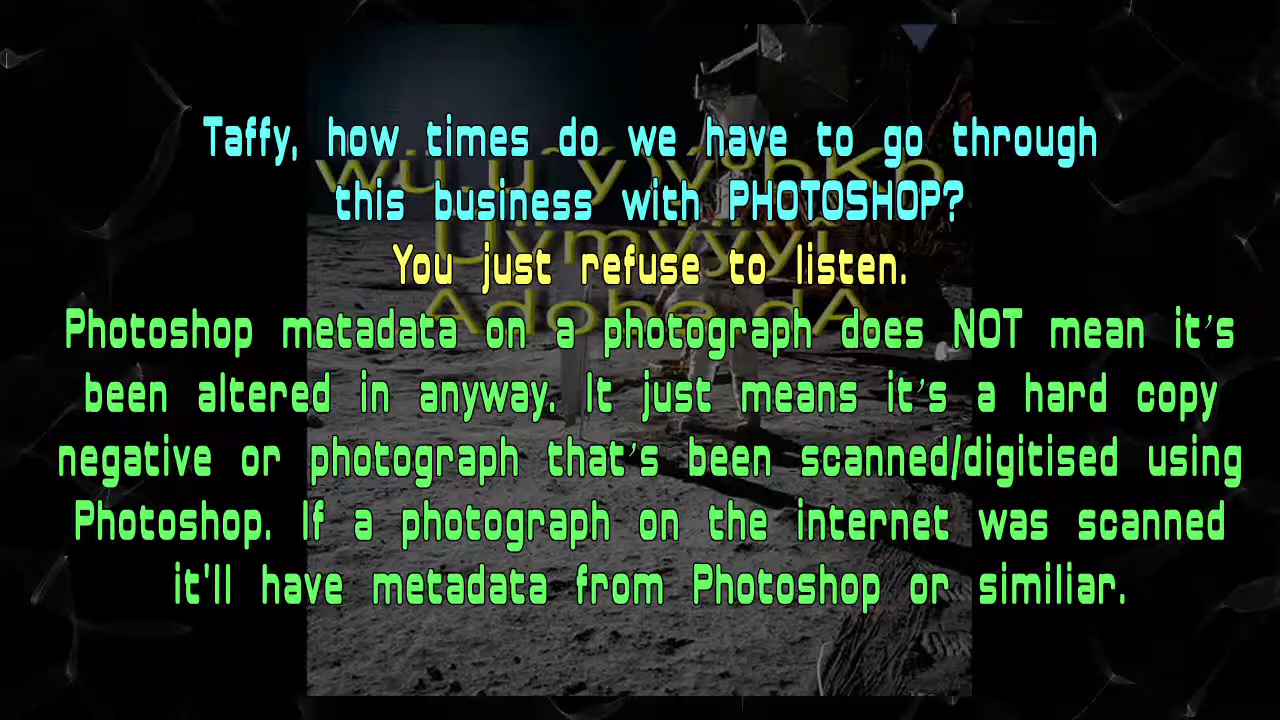 Taffy, how times do we have to go through
this business with PHOTOSHOP?
You just refuse to listen.
Photoshop metadata on a photograph does NOT mean it's
been altered in anyway. It just means it's a hard copy
negative or photograph that's been scanned/digitised using
Photoshop. If a photograph on the internet was scanned
it'll have metadata from Photoshop or similiar.
Adobe dA